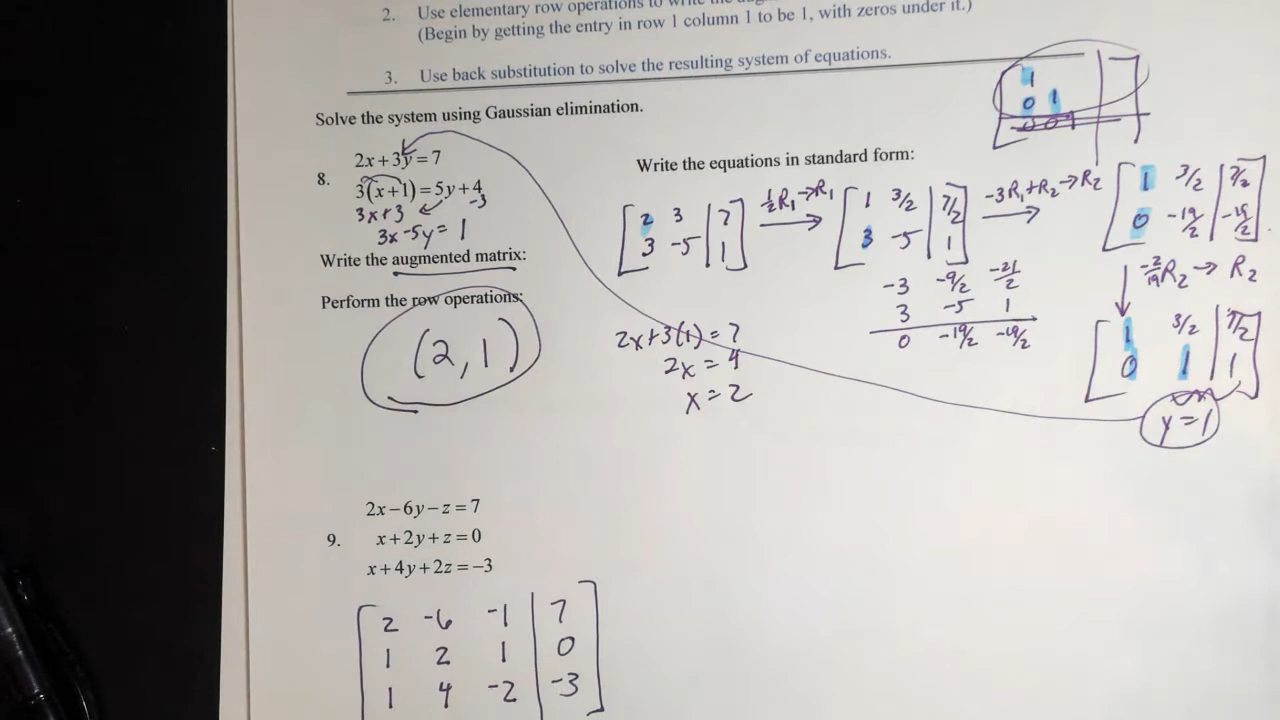 2. Use elementary row operations to write the
(Begin by getting the entry in row 1 column 1 to be 1, with zeros under it.)
3. Use back substitution to solve the resulting system of equations.
1
0 1
0 0 1
Solve the system using Gaussian elimination.
8.
2x+3y=7
3(x+1)=5y+4
-3
3x+3
3x-5y= 1
Write the augmented matrix:
Perform the row operations:
(2,1)
Write the equations in standard form:
2 3 7
3 -5 1
½R₁→R₁
1 3/2 7/2
3 -5 1
-3R₁+R₂→R₂
1 3/2 7/2
0 -19/2 -19/2
-3 -9/2 -21/2
3 -5 1
0 -19/2 -19/2
-2/19R₂→R₂
1 3/2 7/2
0 1 1
y=1
2x+3(1)=7
2x=4
x=2
9.
2x-6y-z=7
x+2y+z=0
x+4y+2z=-3
2 -6 -1 7
1 2 1 0
1 4 -2 -3